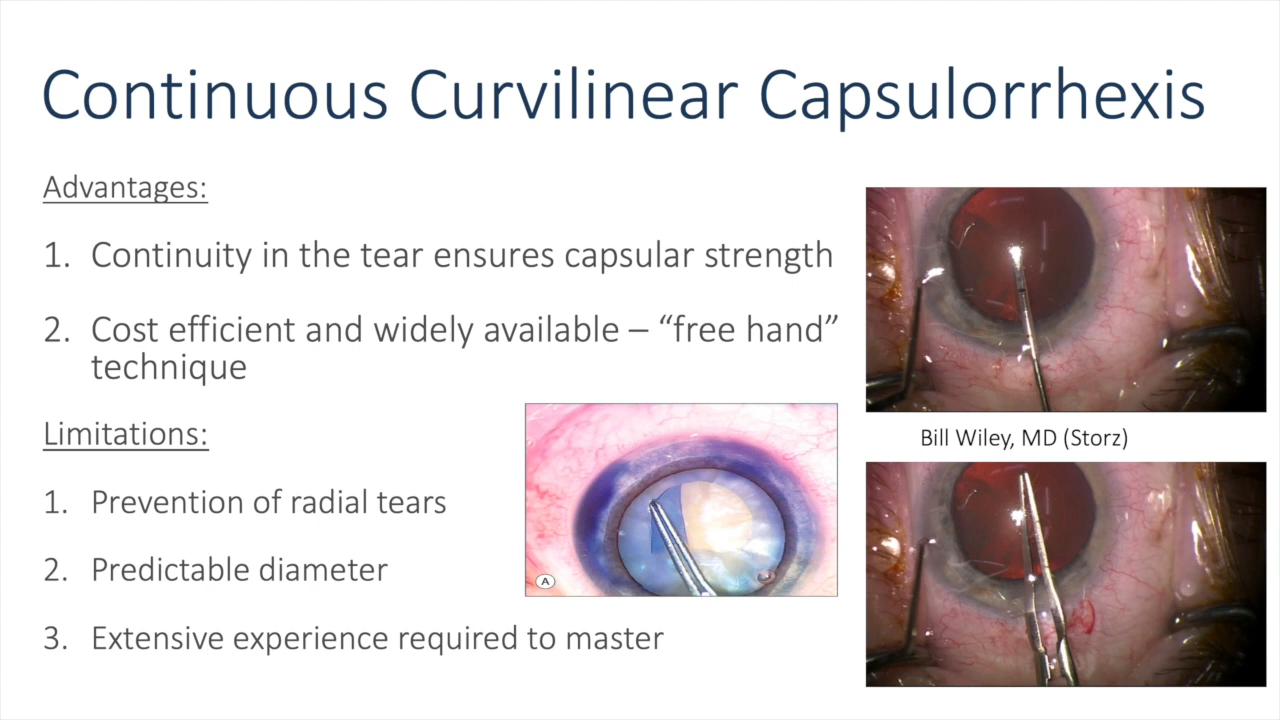 Continuous Curvilinear Capsulorrhexis
Advantages:
1. Continuity in the tear ensures capsular strength
2. Cost efficient and widely available – “free hand”
technique
Limitations:
1. Prevention of radial tears
2. Predictable diameter
3. Extensive experience required to master
A
Bill Wiley, MD (Storz)